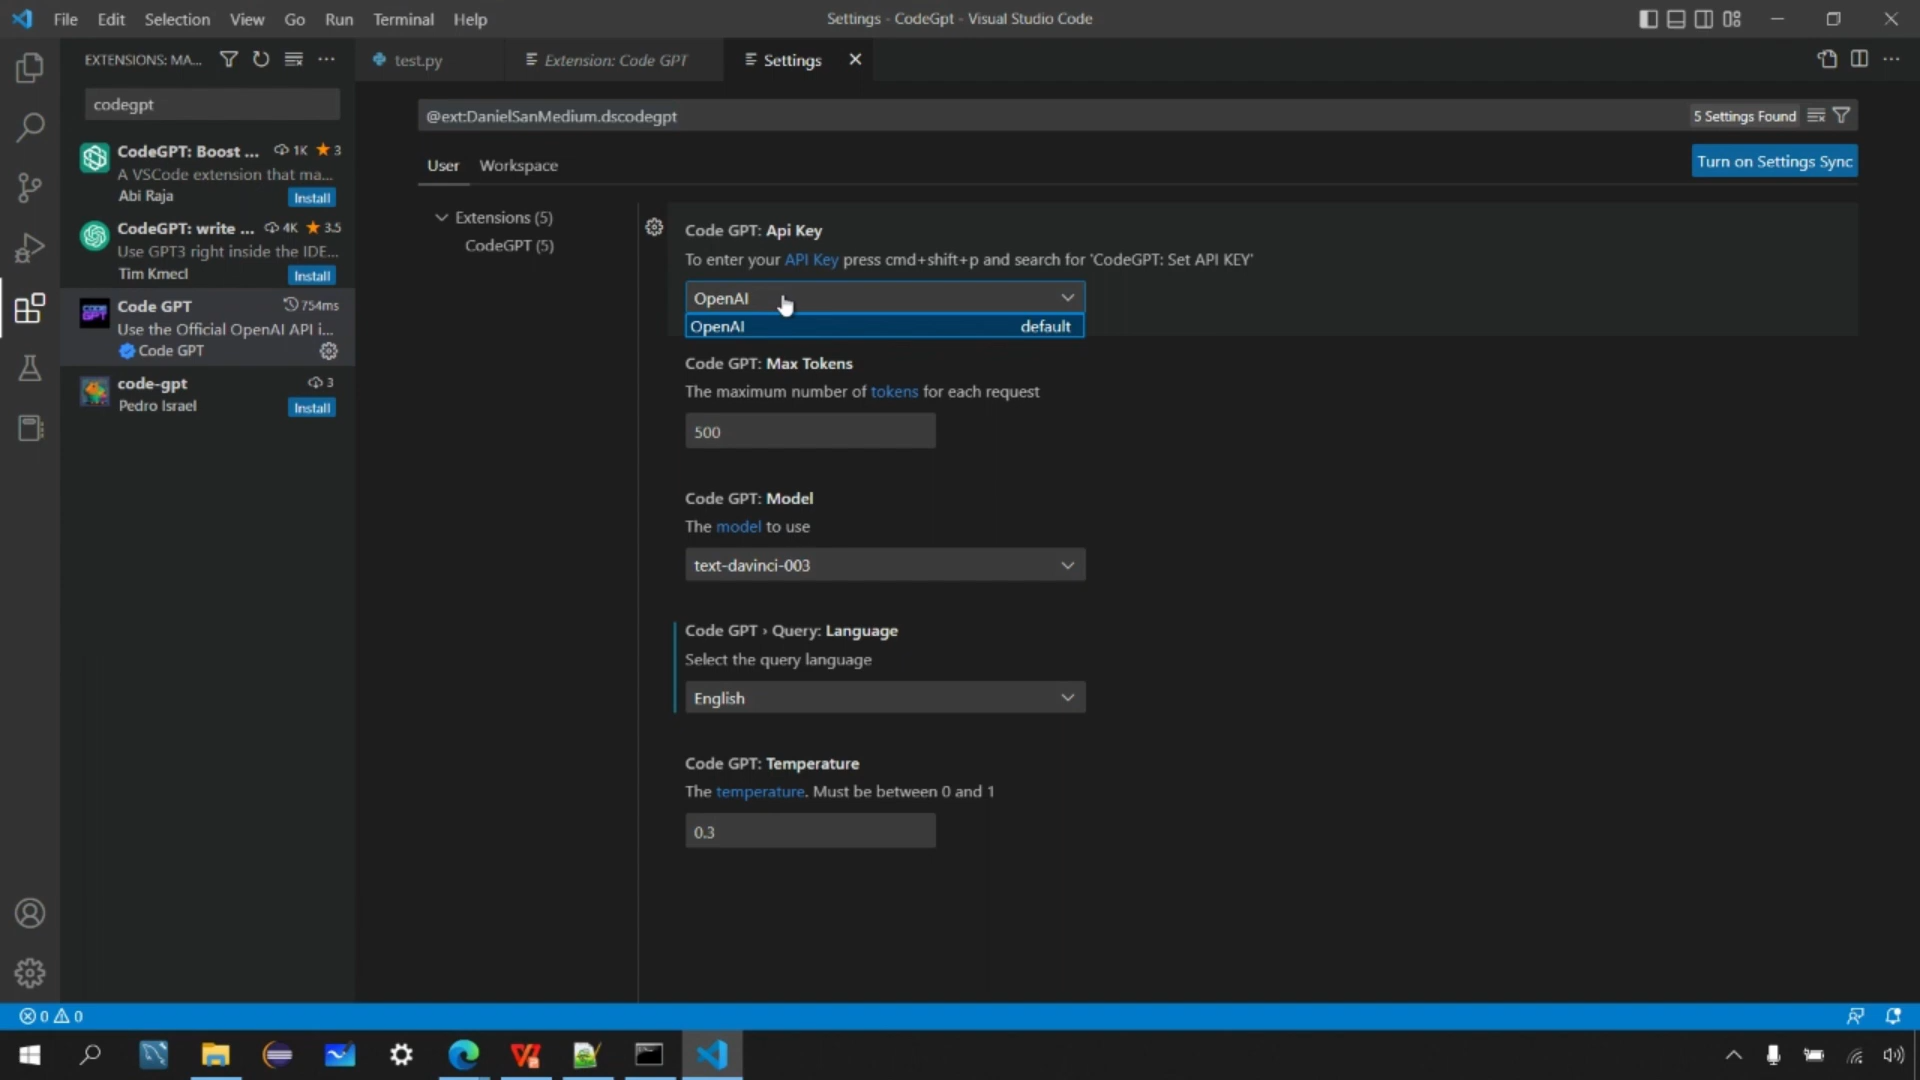 File Edit Selection View Go Run Terminal Help
Settings - CodeGpt - Visual Studio Code
EXTENSIONS: MA...
test.py
Extension: Code GPT
Settings
codegpt
CodeGPT: Boost ... 1K 3
A VSCode extension that ma...
Abi Raja
Install
CodeGPT: write ... 4K 3.5
Use GPT3 right inside the IDE...
Tim Kmecl
Install
Code GPT 754ms
Use the Official OpenAI API i...
Code GPT
code-gpt 3
Pedro Israel
Install
@ext:DanielSanMedium.dscodegpt
5 Settings Found
User Workspace
Turn on Settings Sync
Extensions (5)
CodeGPT (5)
Code GPT: Api Key
To enter your API Key press cmd+shift+p and search for 'CodeGPT: Set API KEY'
OpenAI
OpenAI default
Code GPT: Max Tokens
The maximum number of tokens for each request
500
Code GPT: Model
The model to use
text-davinci-003
Code GPT › Query: Language
Select the query language
English
Code GPT: Temperature
The temperature. Must be between 0 and 1
0.3
0 0